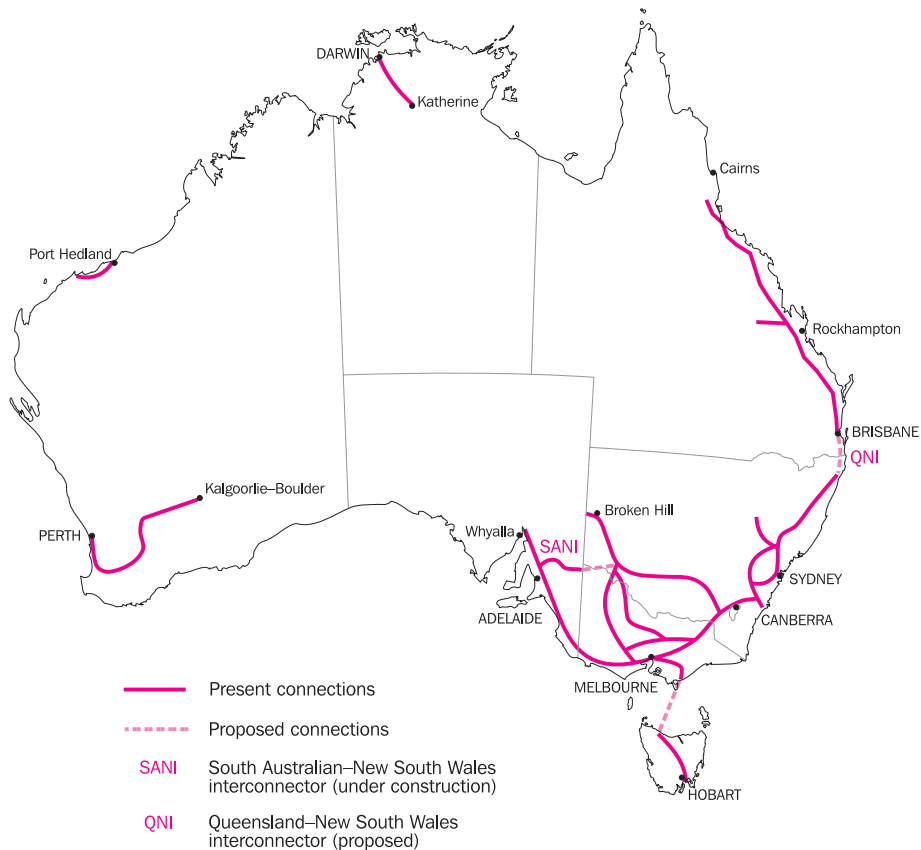 DARWIN
Katherine
Cairns
Port Hedland
Rockhampton
BRISBANE
QNI
Kalgoorlie–Boulder
Broken Hill
PERTH
Whyalla
SANI
SYDNEY
ADELAIDE
CANBERRA
MELBOURNE
Present connections
Proposed connections
SANI South Australian–New South Wales
interconnector (under construction)
HOBART
QNI Queensland–New South Wales
interconnector (proposed)